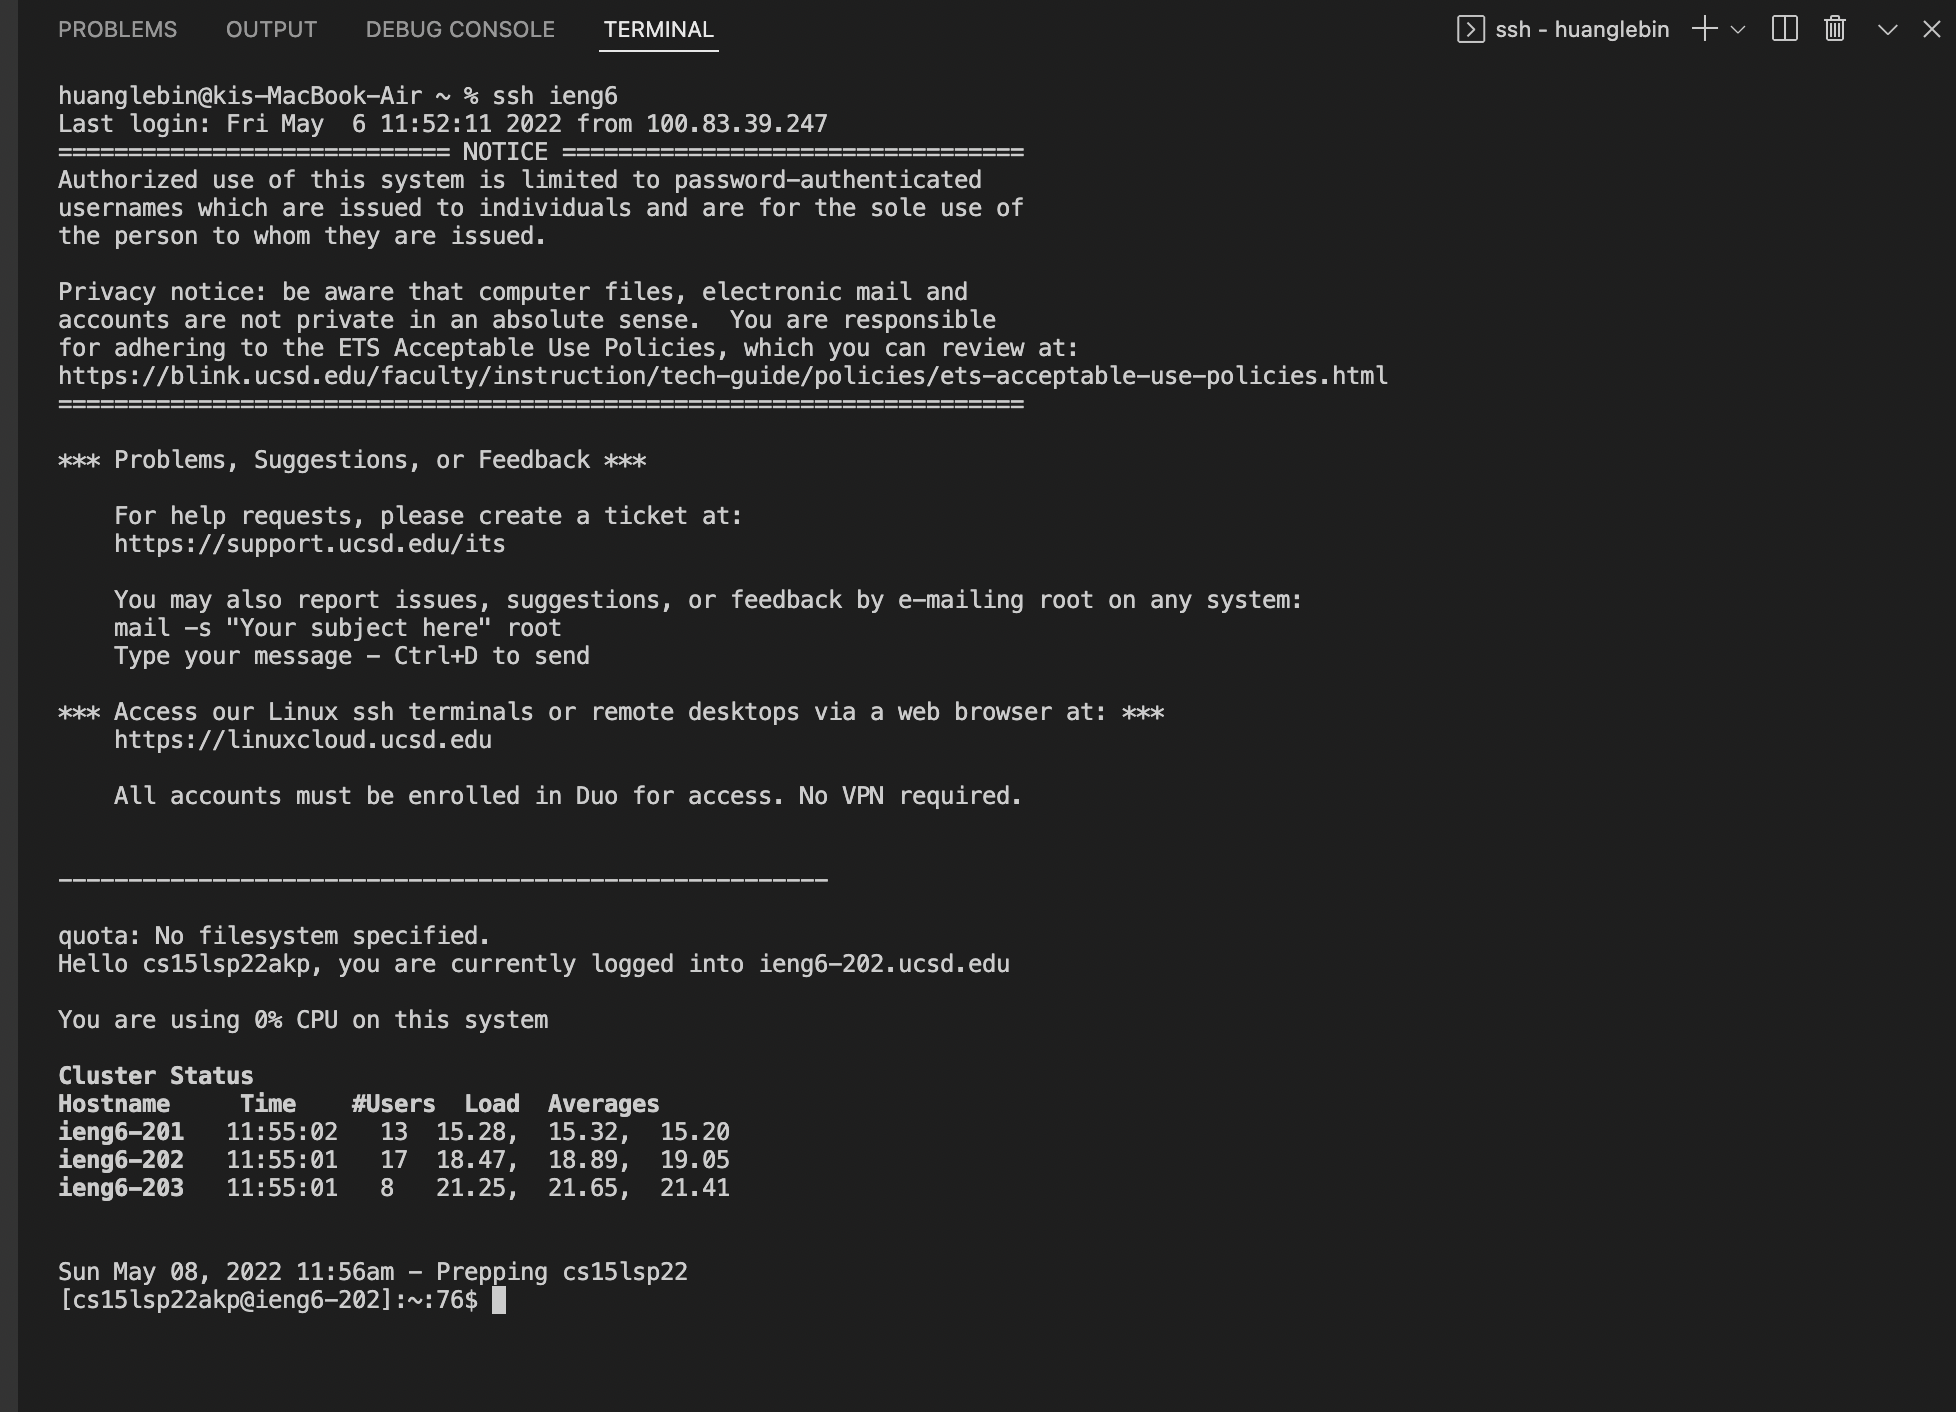 PROBLEMS OUTPUT DEBUG CONSOLE TERMINAL ssh - huanglebin
huanglebin@kis-MacBook-Air ~ % ssh ieng6
Last login: Fri May  6 11:52:11 2022 from 100.83.39.247
============================ NOTICE =================================
Authorized use of this system is limited to password-authenticated
usernames which are issued to individuals and are for the sole use of
the person to whom they are issued.

Privacy notice: be aware that computer files, electronic mail and
accounts are not private in an absolute sense.  You are responsible
for adhering to the ETS Acceptable Use Policies, which you can review at:
https://blink.ucsd.edu/faculty/instruction/tech-guide/policies/ets-acceptable-use-policies.html
=====================================================================

*** Problems, Suggestions, or Feedback ***

    For help requests, please create a ticket at:
    https://support.ucsd.edu/its

    You may also report issues, suggestions, or feedback by e-mailing root on any system:
    mail -s "Your subject here" root
    Type your message - Ctrl+D to send

*** Access our Linux ssh terminals or remote desktops via a web browser at: ***
    https://linuxcloud.ucsd.edu

    All accounts must be enrolled in Duo for access. No VPN required.

-------------------------------------------------------

quota: No filesystem specified.
Hello cs15lsp22akp, you are currently logged into ieng6-202.ucsd.edu

You are using 0% CPU on this system

Cluster Status
Hostname     Time    #Users  Load  Averages
ieng6-201   11:55:02   13  15.28,  15.32,  15.20
ieng6-202   11:55:01   17  18.47,  18.89,  19.05
ieng6-203   11:55:01   8   21.25,  21.65,  21.41

Sun May 08, 2022 11:56am - Prepping cs15lsp22
[cs15lsp22akp@ieng6-202]:~:76$